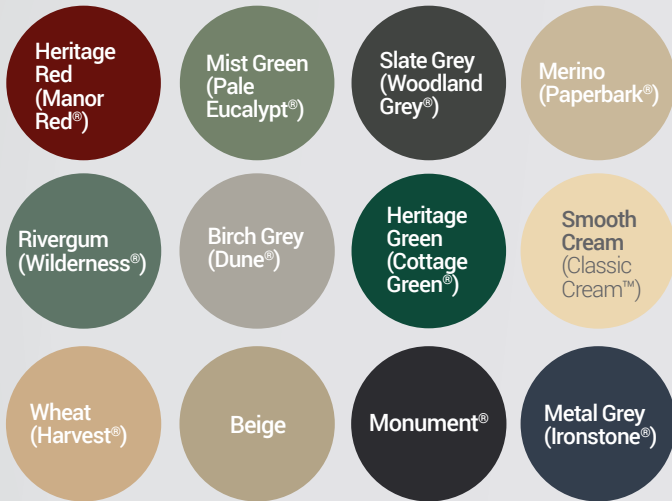 Heritage
Red
(Manor
Red®)
Mist Green
(Pale
Eucalypt®)
Slate Grey
(Woodland
Grey®)
Merino
(Paperbark®)
Rivergum
(Wilderness®)
Birch Grey
(Dune®)
Heritage
Green
(Cottage
Green®)
Smooth
Cream
(Classic
Cream™)
Wheat
(Harvest®)
Beige
Monument®
Metal Grey
(Ironstone®)